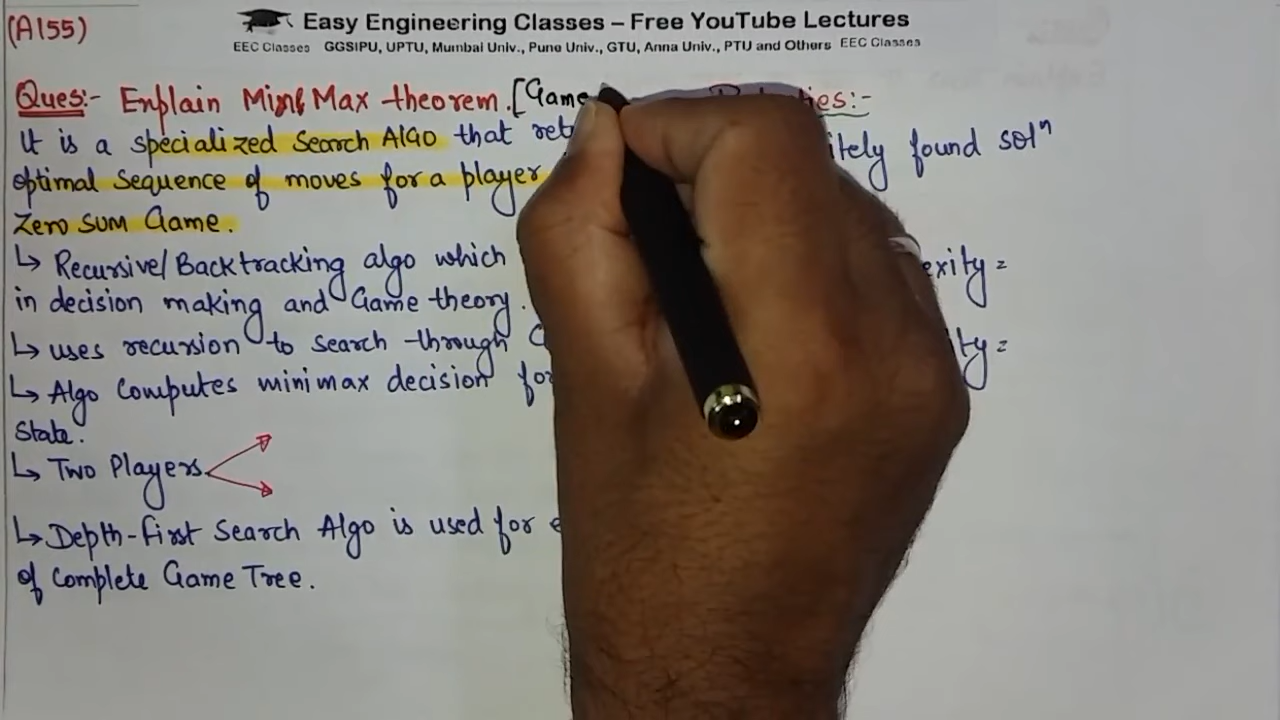 (A155)
Easy Engineering Classes – Free YouTube Lectures
EEC Classes GGSIPU, UPTU, Mumbai Univ., Pune Univ., GTU, Anna Univ., PTU and Others EEC Classes
Ques:- Explain Mini Max theorem. [Game
It is a specialized Search Algo that
optimal sequence of moves for a player
Zero sum Game.
↳ Recursive/Backtracking algo which
in decision making and Game theory.
↳ uses recursion to search through
↳ Algo computes minimax decision for
state.
↳ Two Players
↳ Depth-first Search Algo is used for
of complete Game Tree.
found solⁿ
=
=